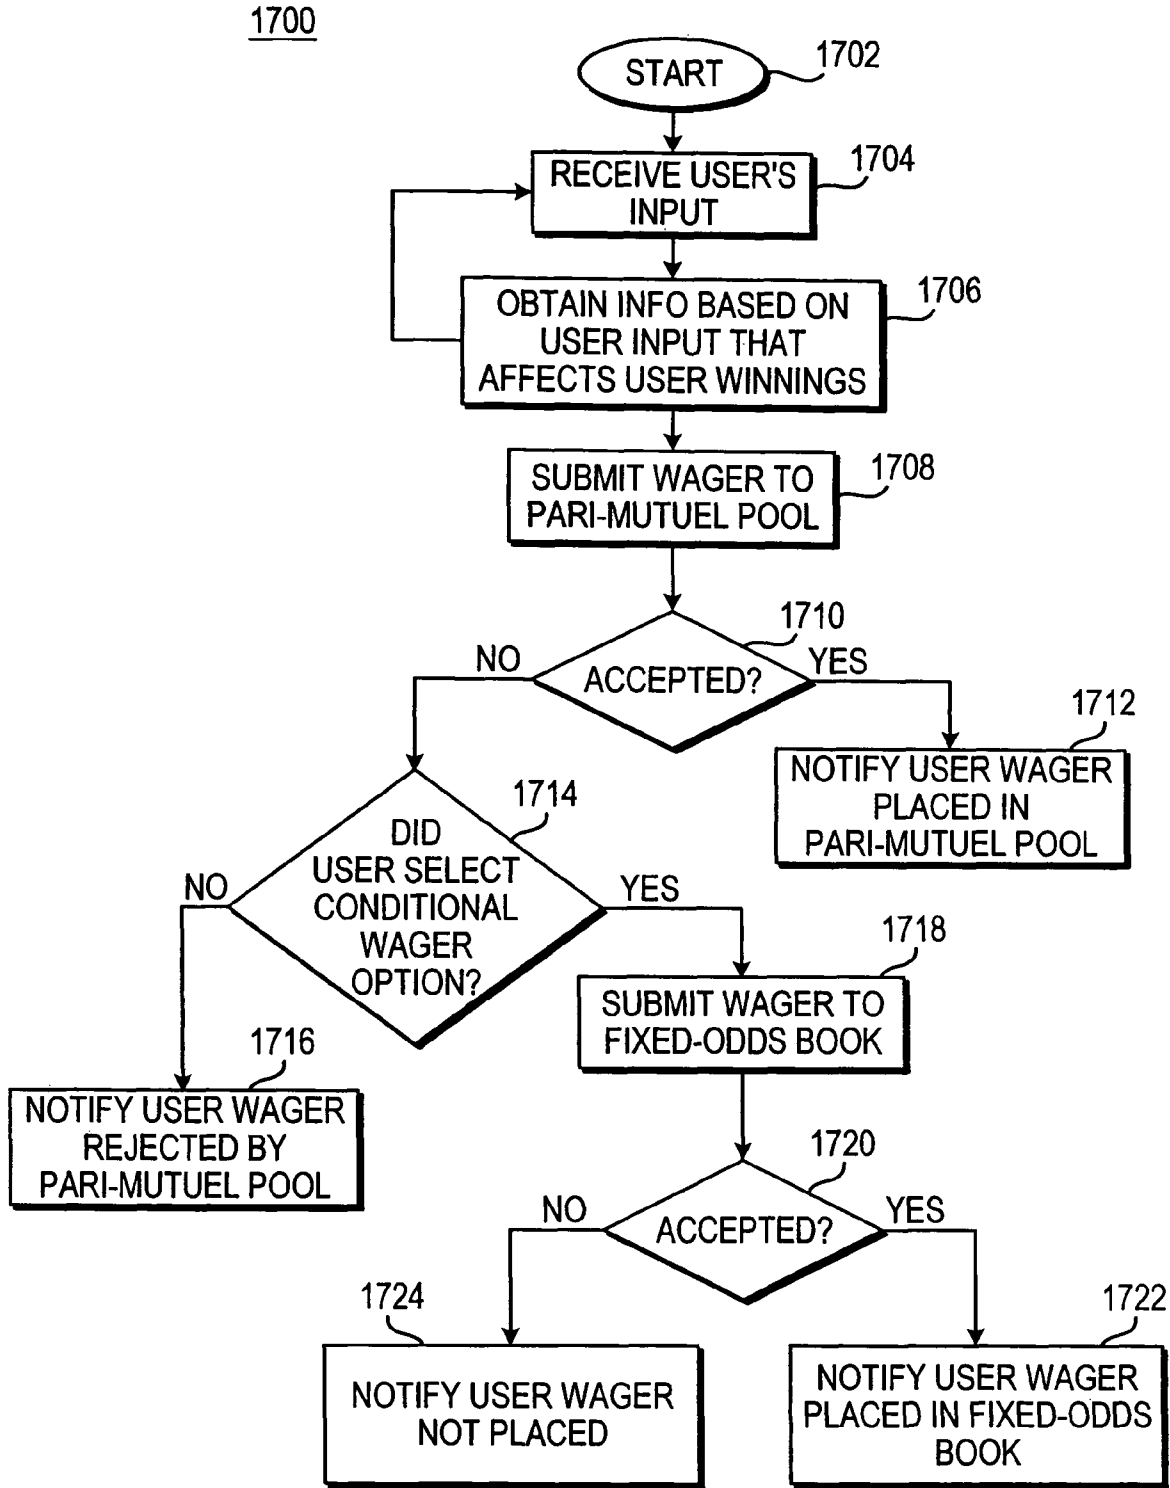 1700
START
1702
RECEIVE USER'S
INPUT
1704
OBTAIN INFO BASED ON
USER INPUT THAT
AFFECTS USER WINNINGS
1706
SUBMIT WAGER TO
PARI-MUTUEL POOL
1708
ACCEPTED?
1710
NO
YES
1712
NOTIFY USER WAGER
PLACED IN
PARI-MUTUEL POOL
1714
DID
USER SELECT
CONDITIONAL
WAGER
OPTION?
NO
YES
1716
NOTIFY USER WAGER
REJECTED BY
PARI-MUTUEL POOL
1718
SUBMIT WAGER TO
FIXED-ODDS BOOK
1720
ACCEPTED?
NO
YES
1724
NOTIFY USER WAGER
NOT PLACED
1722
NOTIFY USER WAGER
PLACED IN FIXED-ODDS
BOOK